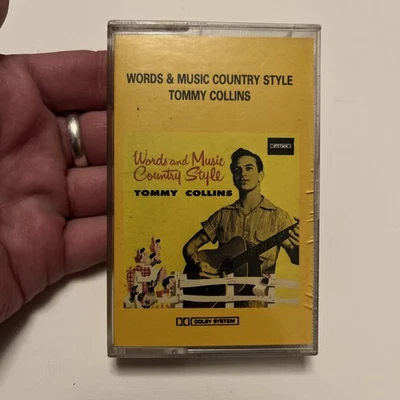 WORDS & MUSIC COUNTRY STYLE
TOMMY COLLINS
Words and Music
Country Style
TOMMY COLLINS
DOLBY SYSTEM